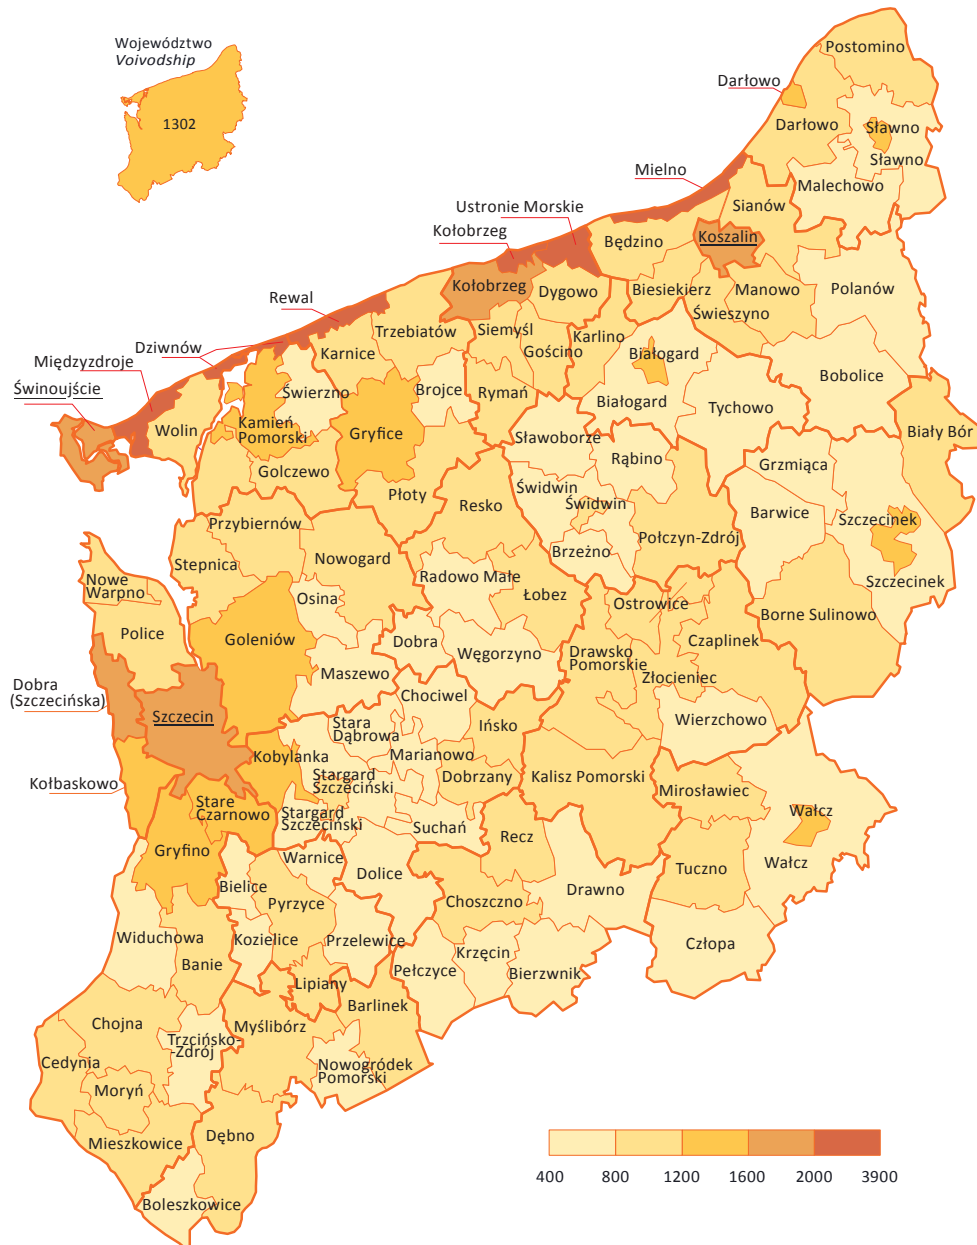 Województwo
Voivodship
1302
Postomino
Darłowo
Darłowo
Sławno
Sławno
Malechowo
Mielno
Sianów
Ustronie Morskie
Kołobrzeg
Będzino
Koszalin
Kołobrzeg
Dygowo
Biesiekierz
Manowo
Polanów
Świeszyno
Rewal
Trzebiatów
Siemyśl
Karlino
Gościno
Białogard
Dziwnów
Międzyzdroje
Karnice
Świnoujście
Świerzno
Brojce
Rymań
Białogard
Tychowo
Bobolice
Wolin
Kamień
Pomorski
Gryfice
Sławoborze
Biały Bór
Golczewo
Rąbino
Grzmiąca
Płoty
Resko
Świdwin
Świdwin
Barwice
Szczecinek
Przybiernów
Połczyn-Zdrój
Nowogard
Brzeżno
Stepnica
Szczecinek
Nowe
Warpno
Radowo Małe
Osina
Łobez
Ostrowice
Borne Sulinowo
Police
Goleniów
Czaplinek
Dobra
Węgorzyno
Drawsko
Pomorskie
Maszewo
Złocieniec
Dobra
(Szczecińska)
Chociwel
Szczecin
Wierzchowo
Stara
Dąbrowa
Ińsko
Kobylanka
Marianowo
Stargard
Szczeciński
Dobrzany
Kalisz Pomorski
Kołbaskowo
Mirosławiec
Stare
Czarnowo
Stargard
Szczeciński
Suchań
Wałcz
Recz
Gryfino
Warnice
Dolice
Wałcz
Bielice
Tuczno
Drawno
Pyrzyce
Choszczno
Widuchowa
Kozielice
Przelewice
Człopa
Banie
Krzęcin
Pełczyce
Bierzwnik
Lipiany
Barlinek
Chojna
Myślibórz
Trzcińsko-
-Zdrój
Cedynia
Nowogródek
Pomorski
Moryń
Mieszkowice
Dębno
Boleszkowice
400 800 1200 1600 2000 3900